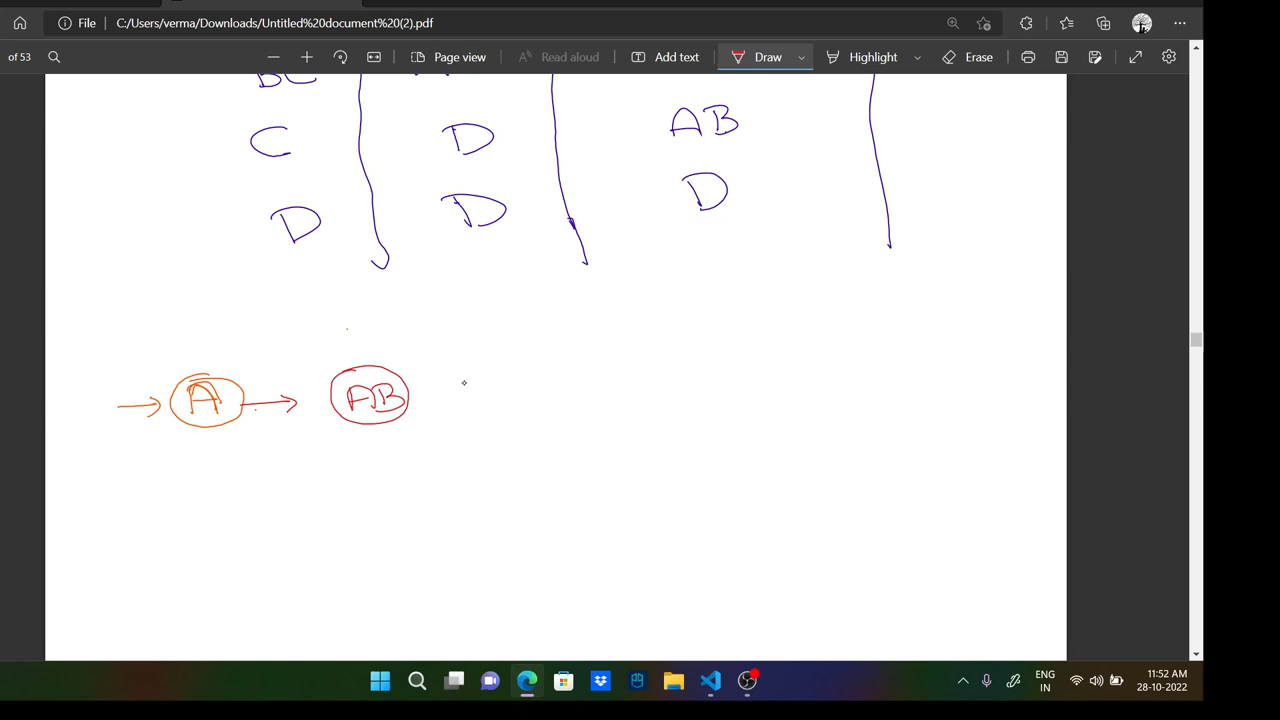 File C:/Users/verma/Downloads/Untitled%20document%20(2).pdf
of 53 Page view Read aloud Add text Draw Highlight Erase
BC
C D AB
D D D
A AB
ENG 11:52 AM
IN 28-10-2022